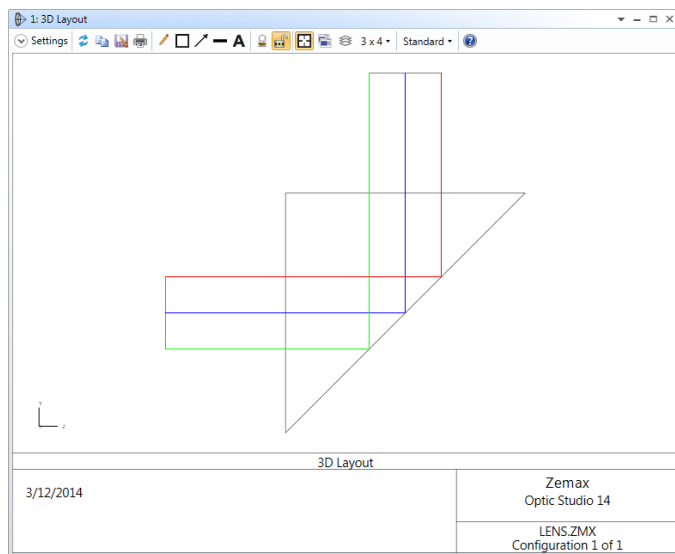 1: 3D Layout
Settings A 3 x 4 Standard
3D Layout
3/12/2014
Zemax
Optic Studio 14
LENS.ZMX
Configuration 1 of 1